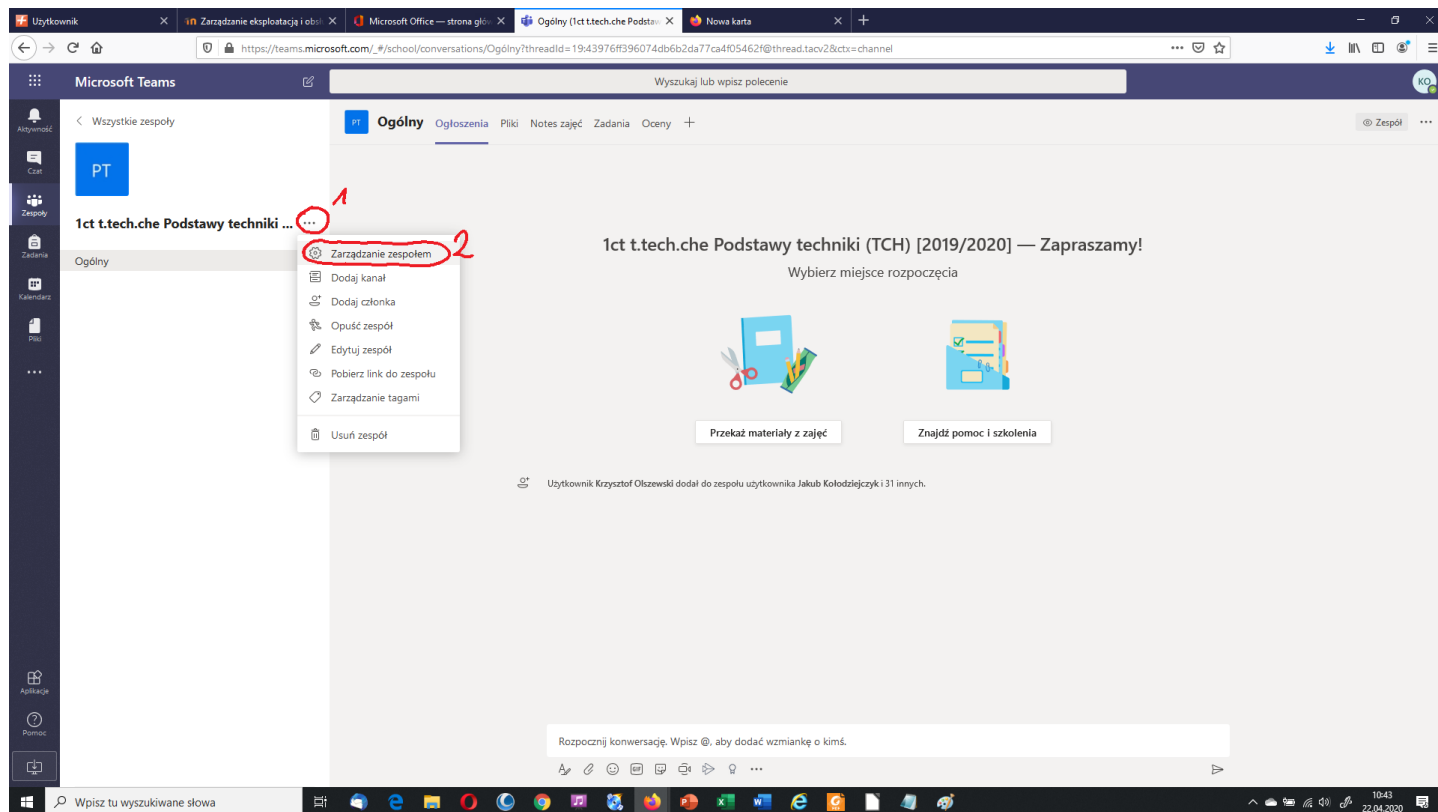 Użytkownik
Zarządzanie eksploatacją i obsł
Microsoft Office — strona głów
Ogólny (1ct t.tech.che Podstaw
Nowa karta
https://teams.microsoft.com/_#/school/conversations/Ogólny?threadId=19:43976ff396074db6b2da77ca4f05462f@thread.tacv2&ctx=channel
Microsoft Teams
Wyszukaj lub wpisz polecenie
KO
Aktywność
Czat
Zespoły
Zadania
Kalendarz
Pliki
Aplikacje
Pomoc
Wszystkie zespoły
PT
1ct t.tech.che Podstawy techniki ...
1
Ogólny
Zarządzanie zespołem
2
Dodaj kanał
Dodaj członka
Opuść zespół
Edytuj zespół
Pobierz link do zespołu
Zarządzanie tagami
Usuń zespół
PT Ogólny Ogłoszenia Pliki Notes zajęć Zadania Oceny
Zespół
1ct t.tech.che Podstawy techniki (TCH) [2019/2020] — Zapraszamy!
Wybierz miejsce rozpoczęcia
Przekaż materiały z zajęć
Znajdź pomoc i szkolenia
Użytkownik Krzysztof Olszewski dodał do zespołu użytkownika Jakub Kołodziejczyk i 31 innych.
Rozpocznij konwersację. Wpisz @, aby dodać wzmiankę o kimś.
GIF
Wpisz tu wyszukiwane słowa
10:43
22.04.2020